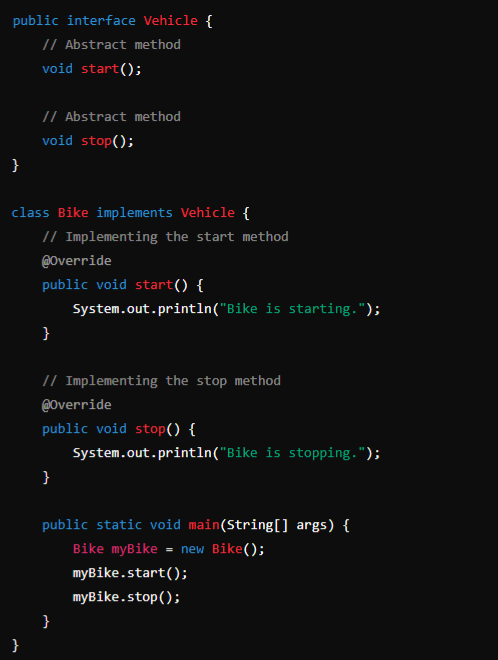 public interface Vehicle {
    // Abstract method
    void start();

    // Abstract method
    void stop();
}

class Bike implements Vehicle {
    // Implementing the start method
    @Override
    public void start() {
        System.out.println("Bike is starting.");
    }

    // Implementing the stop method
    @Override
    public void stop() {
        System.out.println("Bike is stopping.");
    }

    public static void main(String[] args) {
        Bike myBike = new Bike();
        myBike.start();
        myBike.stop();
    }
}